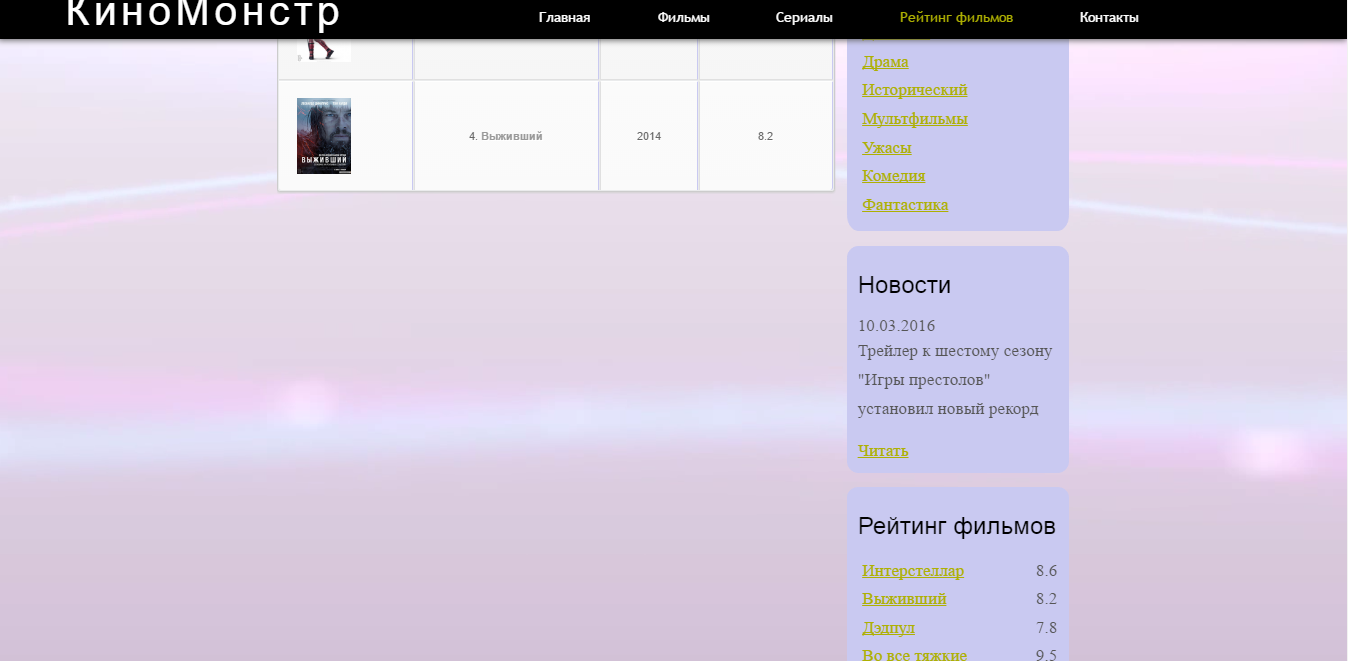 КиноМонстр
Главная Фильмы Сериалы Рейтинг фильмов Контакты
4. Выживший 2014 8.2
ВЫЖИВШИЙ
Драма
Исторический
Мультфильмы
Ужасы
Комедия
Фантастика
Новости
10.03.2016
Трейлер к шестому сезону
"Игры престолов"
установил новый рекорд
Читать
Рейтинг фильмов
Интерстеллар 8.6
Выживший 8.2
Дэдпул 7.8
Во все тяжкие 9.5